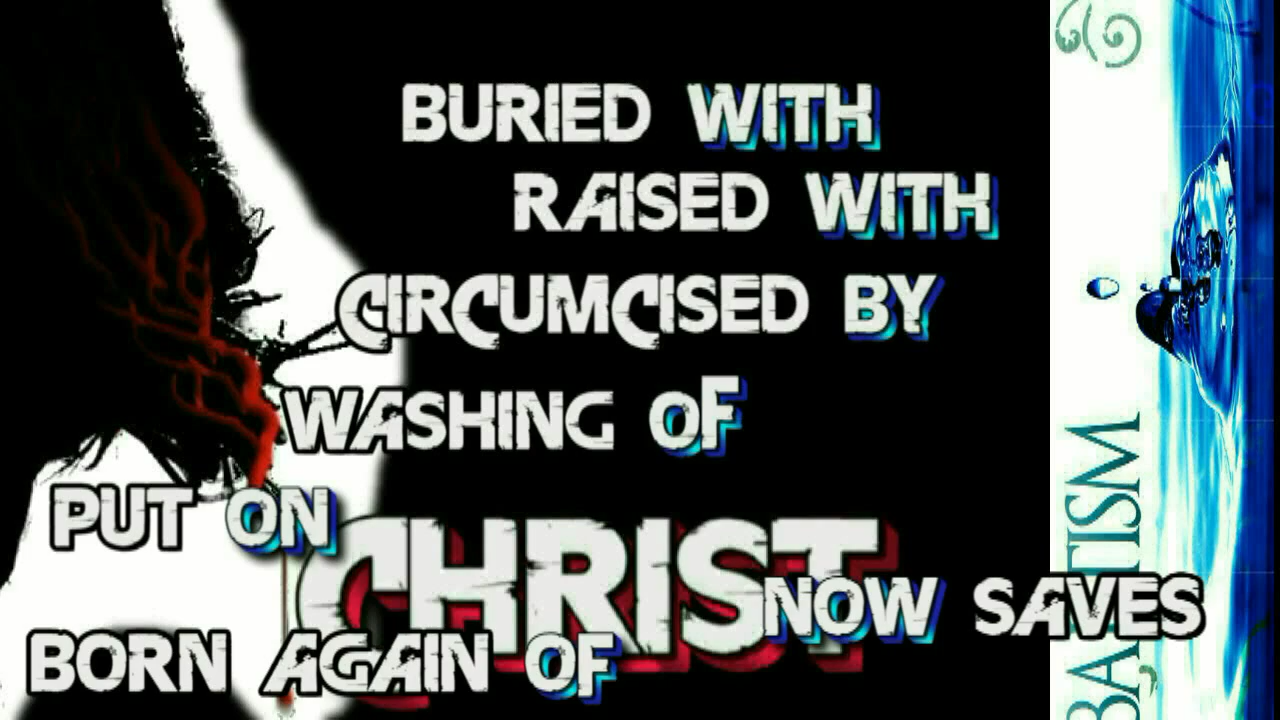 BURIED WITH
RAISED WITH
CIRCUMCISED BY
WASHING OF
PUT ON
CHRIST
NOW SAVES
BORN AGAIN OF
BAPTISM